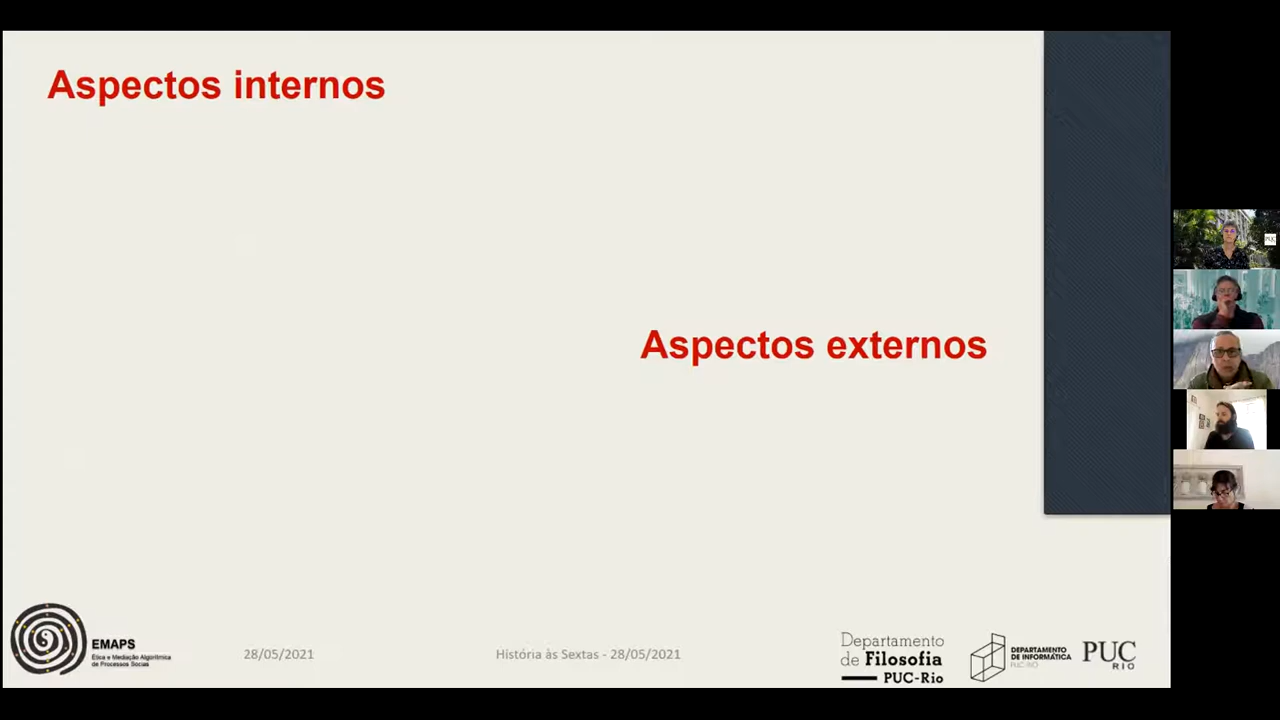 Aspectos internos
Aspectos externos
EMAPS
Ética e Mediação Algorítmica
de Processos Sociais
28/05/2021
História às Sextas - 28/05/2021
Departamento
de Filosofia
PUC-Rio
DEPARTAMENTO
DE INFORMÁTICA
PUC-RIO
PUC
RIO
PUC